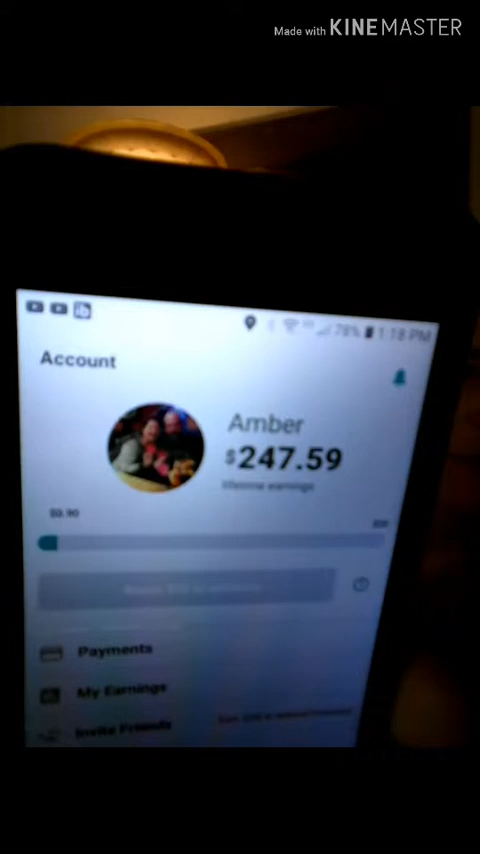 Made with KINEMASTER
78% 1:18 PM
Account
Amber
$247.59
lifetime earnings
$0.90
Payments
My Earnings
Invite Friends